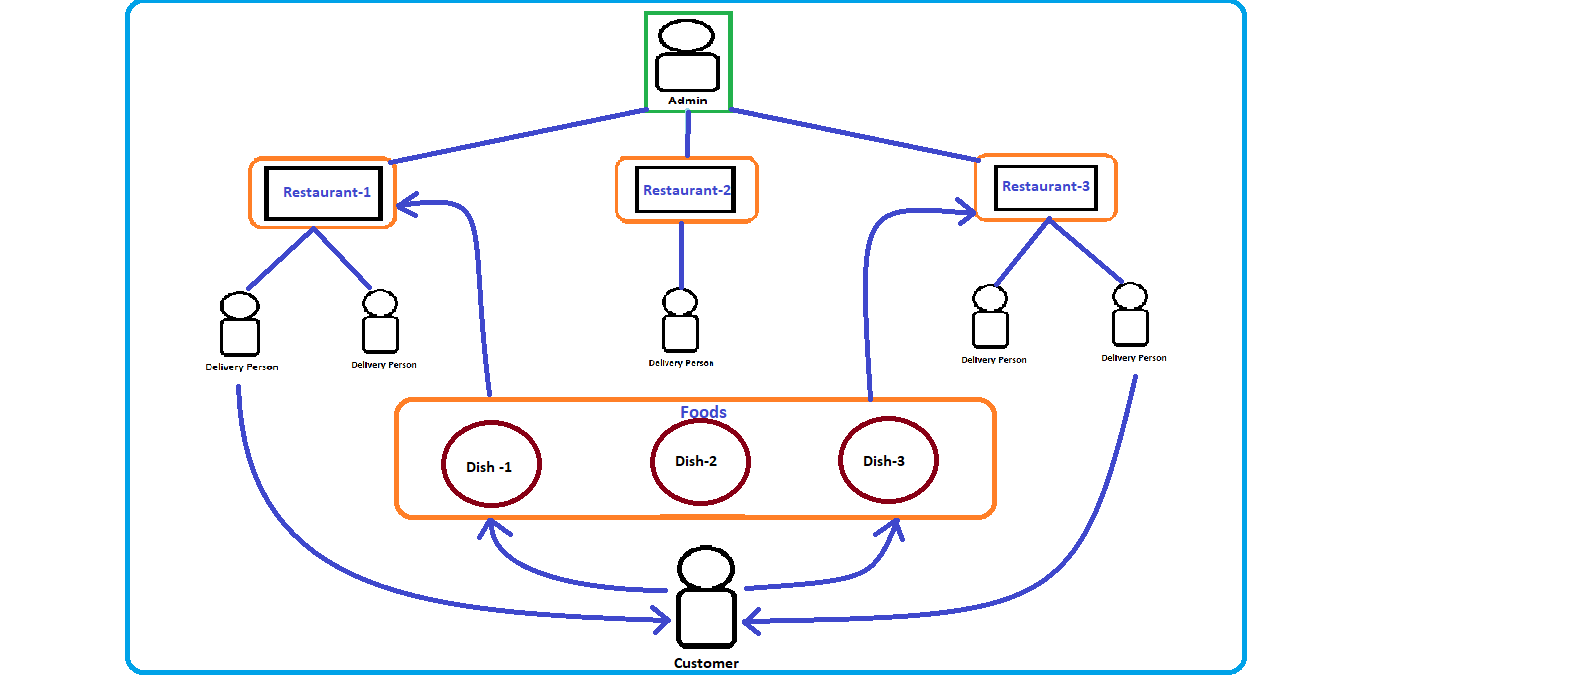 Admin
Restaurant-1
Restaurant-2
Restaurant-3
Delivery Person
Delivery Person
Delivery Person
Delivery Person
Delivery Person
Foods
Dish -1
Dish-2
Dish-3
Customer